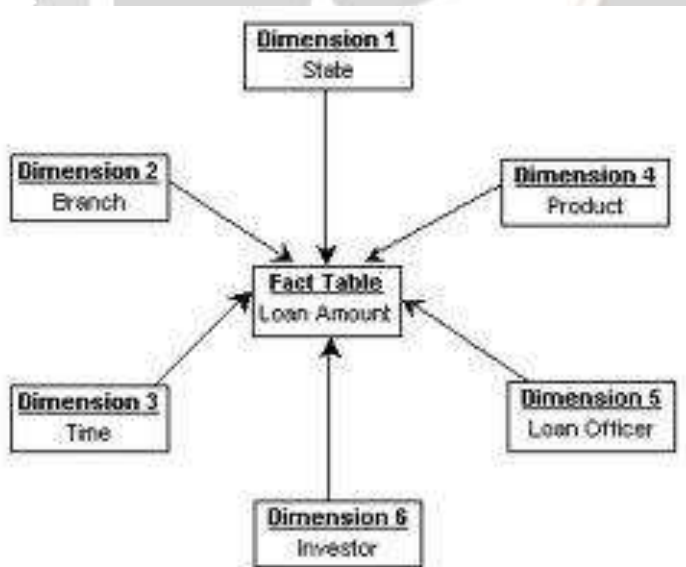 Dimension 1
State
Dimension 2
Branch
Dimension 4
Product
Fact Table
Loan Amount
Dimension 3
Time
Dimension 5
Loan Officer
Dimension 6
Investor